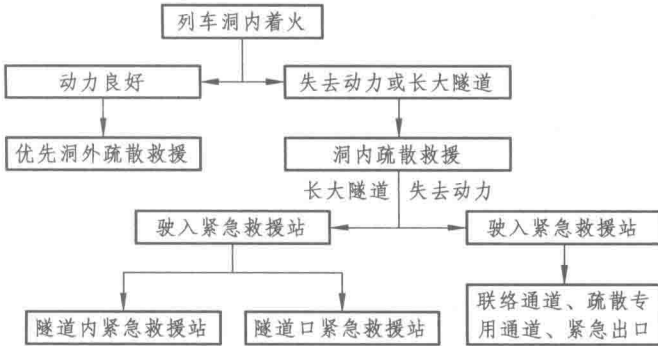 列车洞内着火
动力良好
失去动力或长大隧道
优先洞外疏散救援
洞内疏散救援
长大隧道
失去动力
驶入紧急救援站
驶入紧急救援站
隧道内紧急救援站
隧道口紧急救援站
联络通道、疏散专
用通道、紧急出口